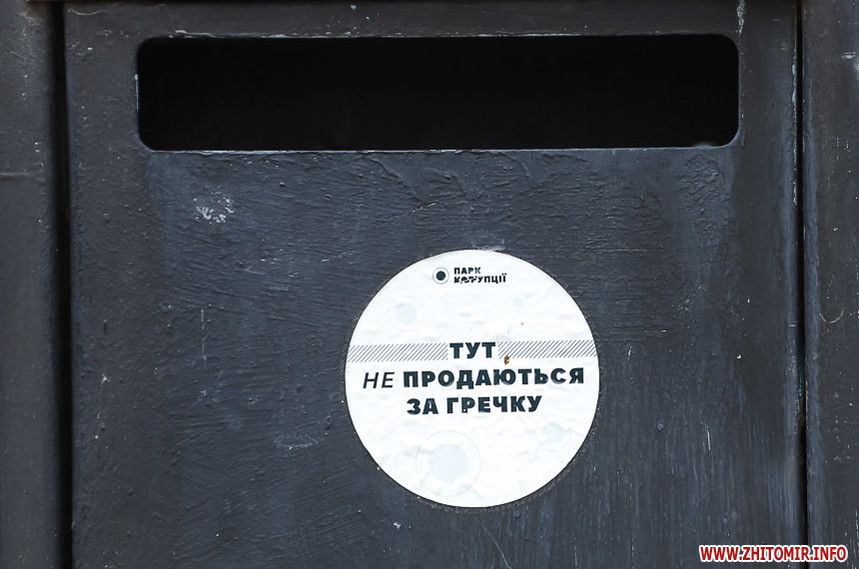 ПАРК
КОРУПЦІЇ
ТУТ
НЕ ПРОДАЮТЬСЯ
ЗА ГРЕЧКУ
WWW.ZHITOMIR.INFO